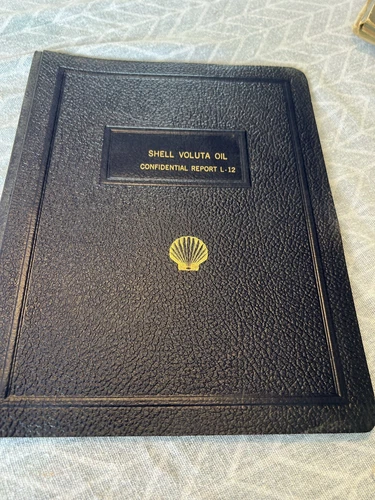 SHELL VOLUTA OIL
CONFIDENTIAL REPORT L-12